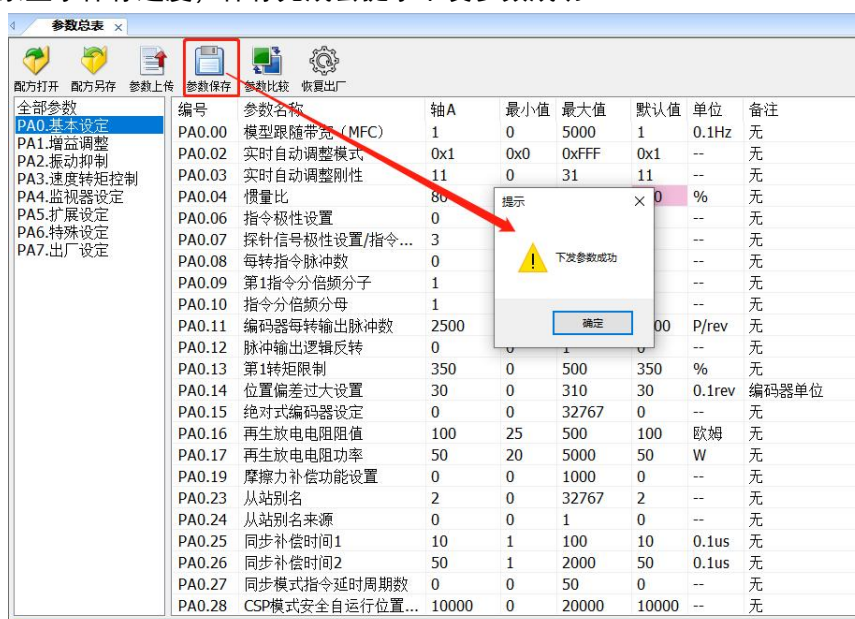 参数总表 ×
配方打开 配方另存 参数上传 参数保存 参数比较 恢复出厂
全部参数
PA0.基本设定
PA1.增益调整
PA2.振动抑制
PA3.速度转矩控制
PA4.监视器设定
PA5.扩展设定
PA6.特殊设定
PA7.出厂设定
编号 参数名称 轴A 最小值 最大值 默认值 单位 备注
PA0.00 模型跟随带宽（MFC） 1 0 5000 1 0.1Hz 无
PA0.02 实时自动调整模式 0x1 0x0 0xFFF 0x1 -- 无
PA0.03 实时自动调整刚性 11 0 31 11 -- 无
PA0.04 惯量比 80 0 % 无
PA0.06 指令极性设置 0 -- 无
PA0.07 探针信号极性设置/指令... 3 -- 无
PA0.08 每转指令脉冲数 0 -- 无
PA0.09 第1指令分倍频分子 1 -- 无
PA0.10 指令分倍频分母 1 -- 无
PA0.11 编码器每转输出脉冲数 2500 00 P/rev 无
PA0.12 脉冲输出逻辑反转 0 0 1 0 -- 无
PA0.13 第1转矩限制 350 0 500 350 % 无
PA0.14 位置偏差过大设置 30 0 310 30 0.1rev 编码器单位
PA0.15 绝对式编码器设定 0 0 32767 0 -- 无
PA0.16 再生放电电阻阻值 100 25 500 100 欧姆 无
PA0.17 再生放电电阻功率 50 20 5000 50 W 无
PA0.19 摩擦力补偿功能设置 0 0 1000 0 -- 无
PA0.23 从站别名 2 0 32767 2 -- 无
PA0.24 从站别名来源 0 0 1 0 -- 无
PA0.25 同步补偿时间1 10 1 100 10 0.1us 无
PA0.26 同步补偿时间2 50 1 2000 50 0.1us 无
PA0.27 同步模式指令延时周期数 0 0 50 0 -- 无
PA0.28 CSP模式安全自运行位置... 10000 0 20000 10000 -- 无
提示 ×
下发参数成功
确定